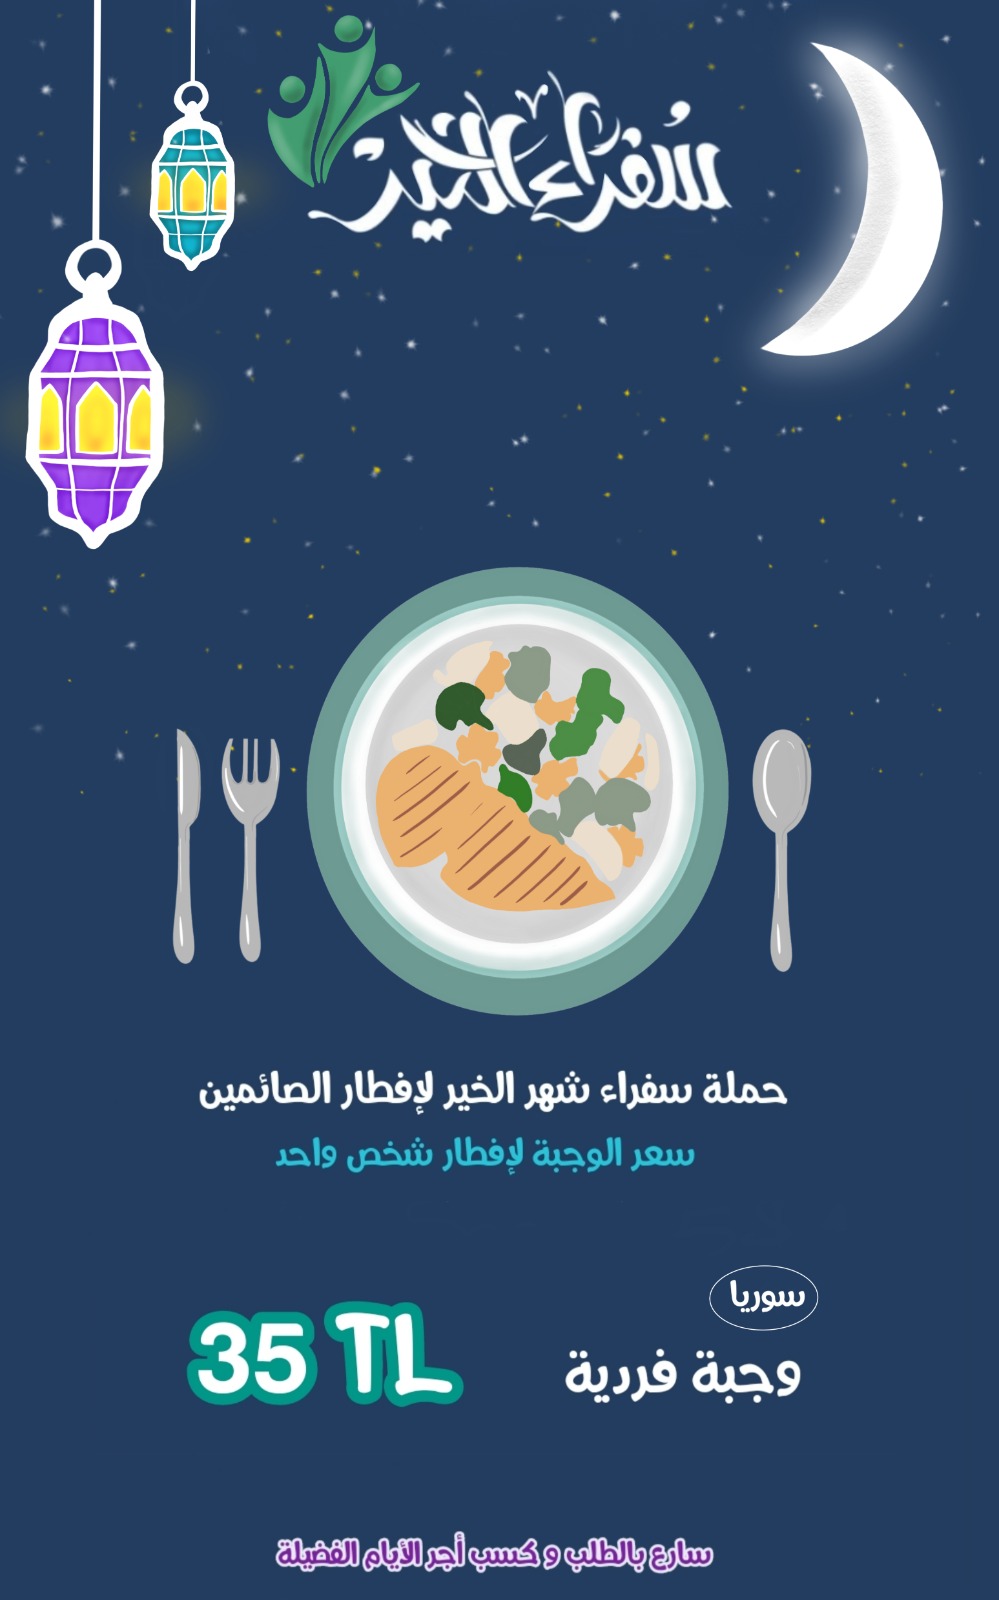 سُفراء الخير
حملة سفراء شهر الخير لإفطار الصائمين
سعر الوجبة لإفطار شخص واحد
سوريا
وجبة فردية
35 TL
سارع بالطلب و كسب أجر الأيام الفضيلة